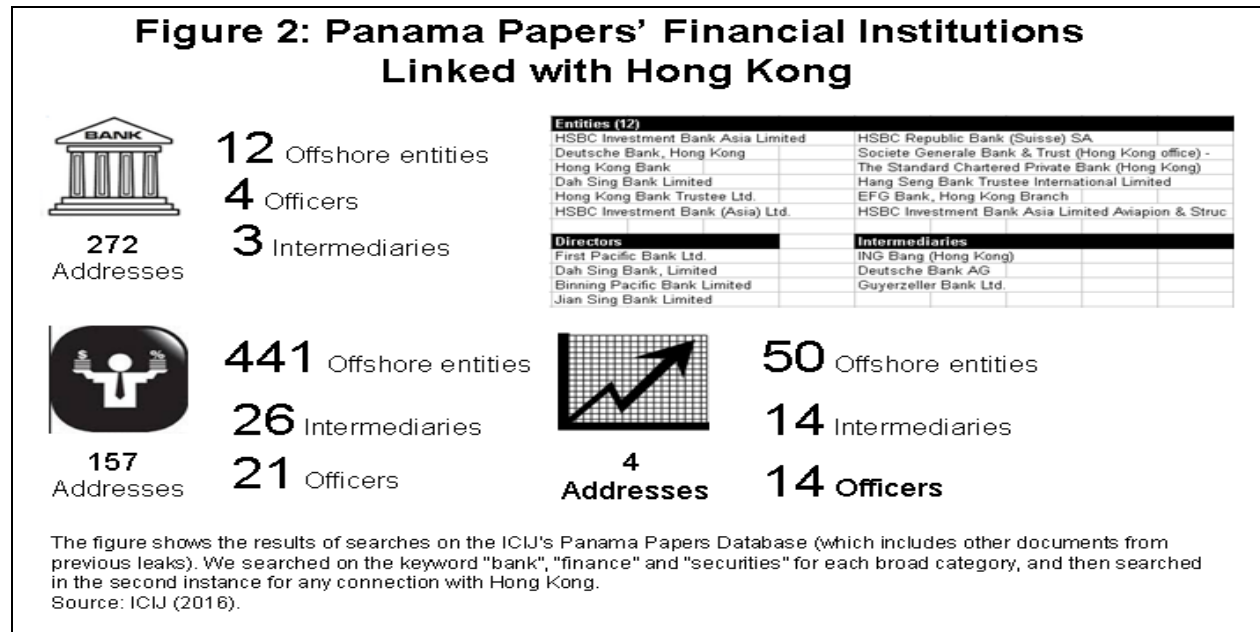 Figure 2: Panama Papers' Financial Institutions
Linked with Hong Kong
BANK
272
Addresses
12 Offshore entities
4 Officers
3 Intermediaries
Entities (12)
HSBC Investment Bank Asia Limited HSBC Republic Bank (Suisse) SA
Deutsche Bank, Hong Kong Societe Generale Bank & Trust (Hong Kong office) -
Hong Kong Bank The Standard Chartered Private Bank (Hong Kong)
Dah Sing Bank Limited Hang Seng Bank Trustee International Limited
Hong Kong Bank Trustee Ltd. EFG Bank, Hong Kong Branch
HSBC Investment Bank (Asia) Ltd. HSBC Investment Bank Asia Limited Aviapion & Struc
Directors Intermediaries
First Pacific Bank Ltd. ING Bang (Hong Kong)
Dah Sing Bank, Limited Deutsche Bank AG
Binning Pacific Bank Limited Guyerzeller Bank Ltd.
Jian Sing Bank Limited
$ %
157
Addresses
441 Offshore entities
26 Intermediaries
21 Officers
4
Addresses
50 Offshore entities
14 Intermediaries
14 Officers
The figure shows the results of searches on the ICIJ's Panama Papers Database (which includes other documents from
previous leaks). We searched on the keyword "bank", "finance" and "securities" for each broad category, and then searched
in the second instance for any connection with Hong Kong.
Source: ICIJ (2016).